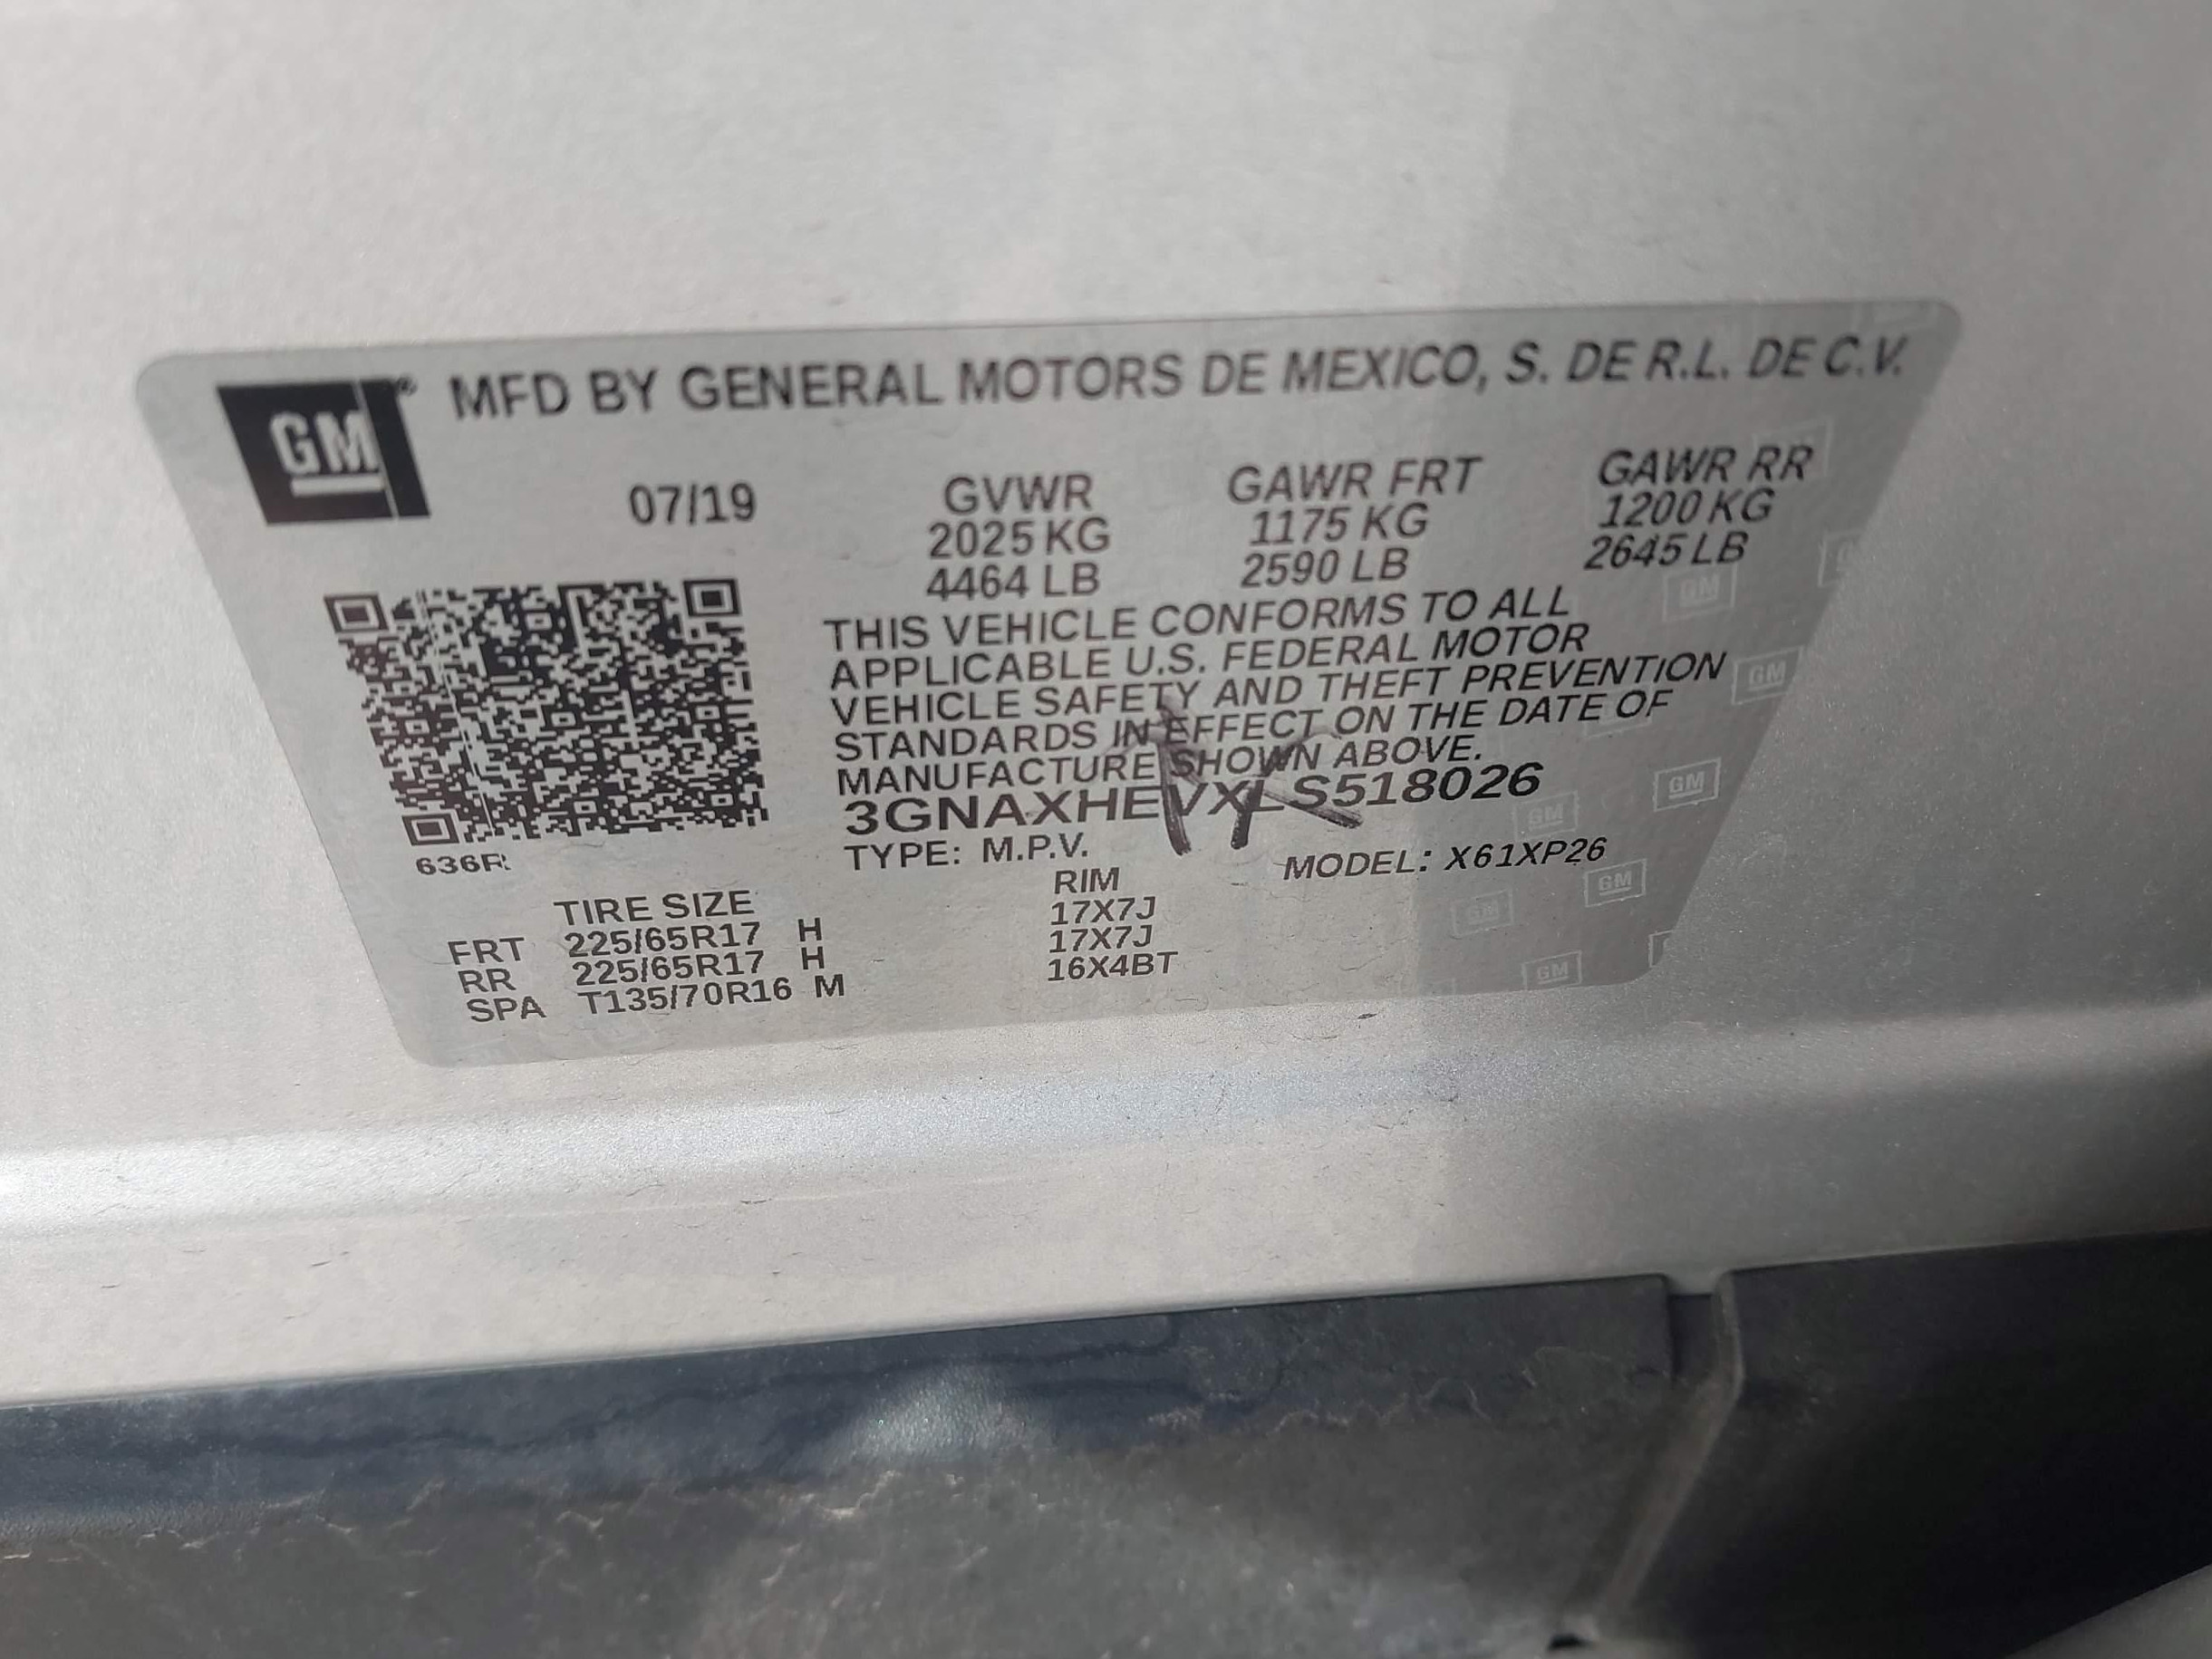 GM
MFD BY GENERAL MOTORS DE MEXICO, S. DE R.L. DE C.V.
07/19 GVWR GAWR FRT GAWR RR
2025 KG 1175 KG 1200 KG
4464 LB 2590 LB 2645 LB
THIS VEHICLE CONFORMS TO ALL
APPLICABLE U.S. FEDERAL MOTOR
VEHICLE SAFETY AND THEFT PREVENTION
STANDARDS IN EFFECT ON THE DATE OF
MANUFACTURE SHOWN ABOVE.
3GNAXHEVXLS518026
TYPE: M.P.V. MODEL: X61XP26
TIRE SIZE RIM
FRT 225/65R17 H 17X7J
RR 225/65R17 H 17X7J
SPA T135/70R16 M 16X4BT